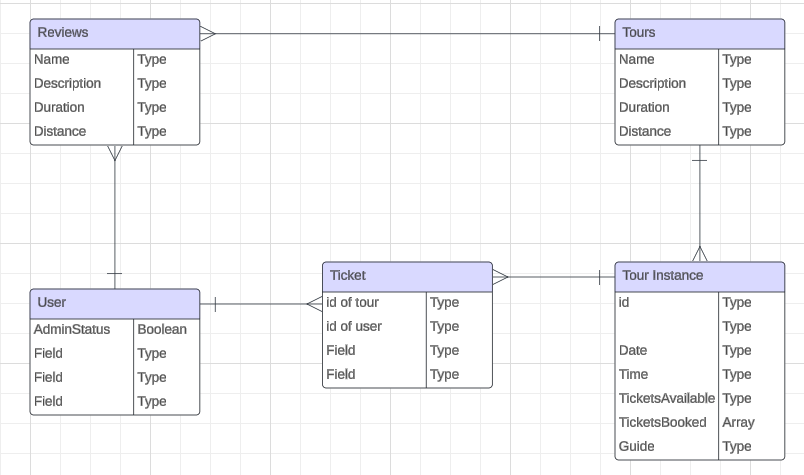 Reviews
Name Type
Description Type
Duration Type
Distance Type
Tours
Name Type
Description Type
Duration Type
Distance Type
User
AdminStatus Boolean
Field Type
Field Type
Field Type
Ticket
id of tour Type
id of user Type
Field Type
Field Type
Tour Instance
id Type
Type
Date Type
Time Type
TicketsAvailable Type
TicketsBooked Array
Guide Type